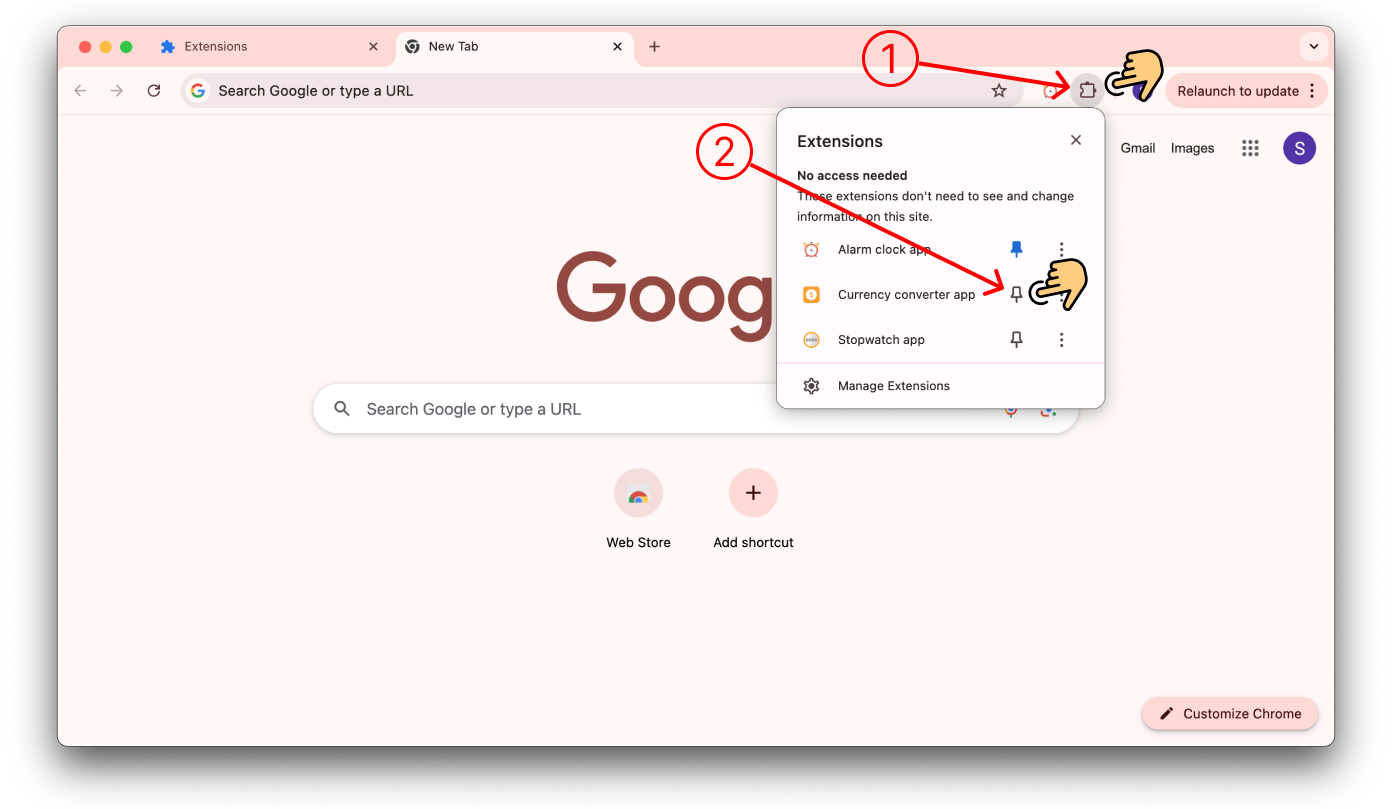 Extensions
New Tab
1
Search Google or type a URL
Relaunch to update
2
Extensions
Gmail
Images
S
No access needed
These extensions don't need to see and change
information on this site.
Alarm clock app
Currency converter app
Stopwatch app
Manage Extensions
Goog
Search Google or type a URL
Web Store
Add shortcut
Customize Chrome